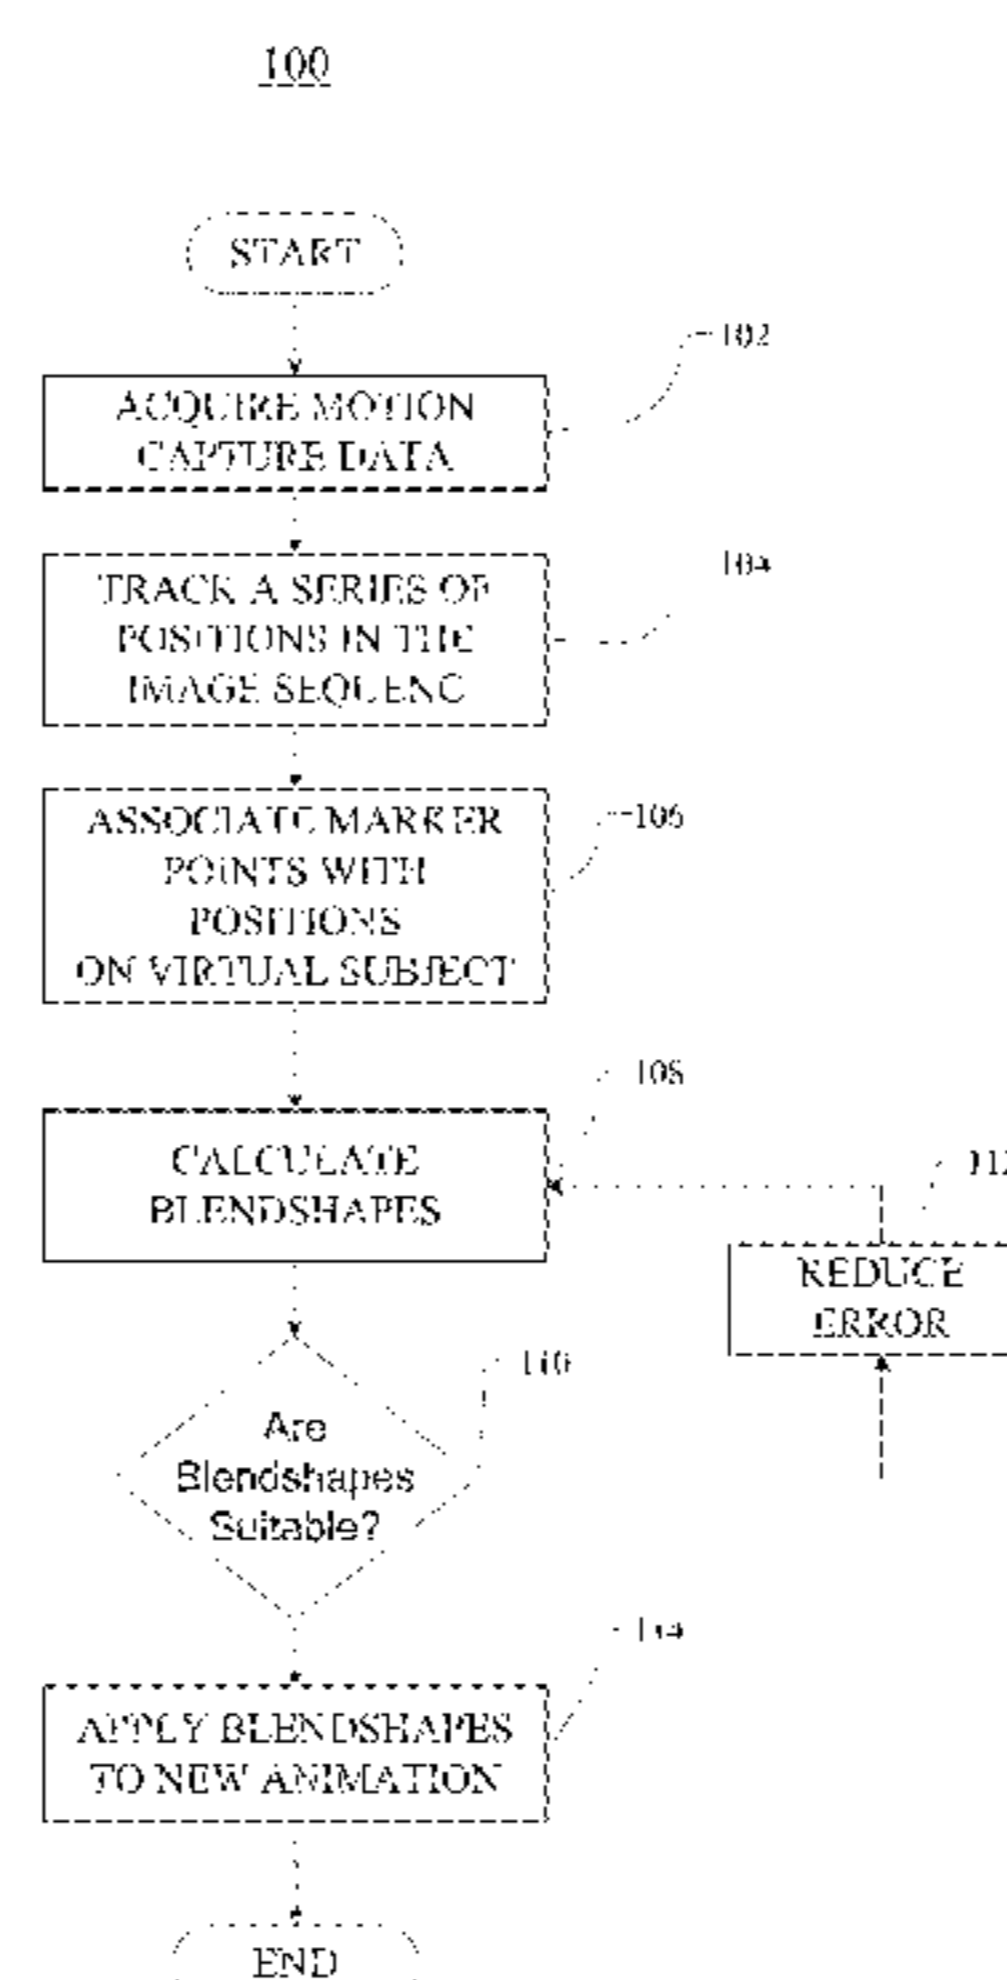 100
START
102
ACQUIRE MOTION
CAPTURE DATA
104
TRACK A SERIES OF
POSITIONS IN THE
IMAGE SEQUENC
106
ASSOCIATE MARKER
POINTS WITH
POSITIONS
ON VIRTUAL SUBJECT
108
CALCULATE
BLENDSHAPES
REDUCE
ERROR
110
Are
Blendshapes
Suitable?
APPLY BLENDSHAPES
TO NEW ANIMATION
END